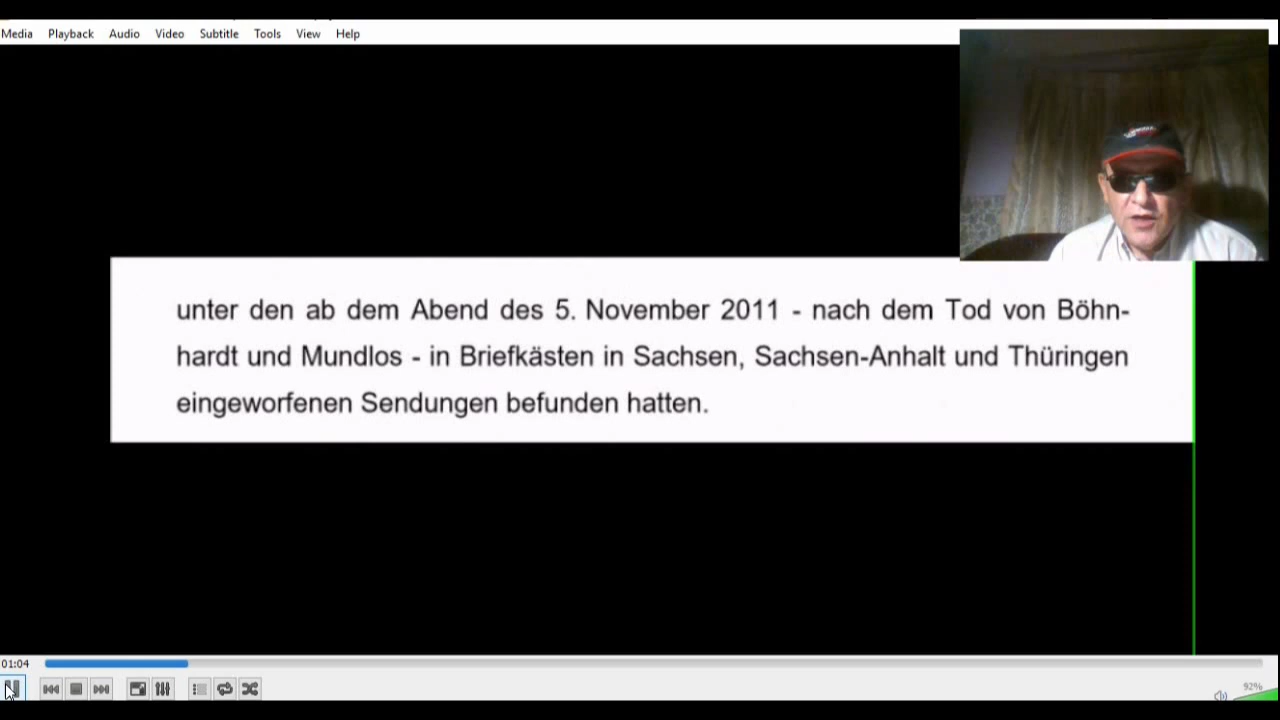 Media Playback Audio Video Subtitle Tools View Help
unter den ab dem Abend des 5. November 2011 - nach dem Tod von Böhn-
hardt und Mundlos - in Briefkästen in Sachsen, Sachsen-Anhalt und Thüringen
eingeworfenen Sendungen befunden hatten.
01:04
92%